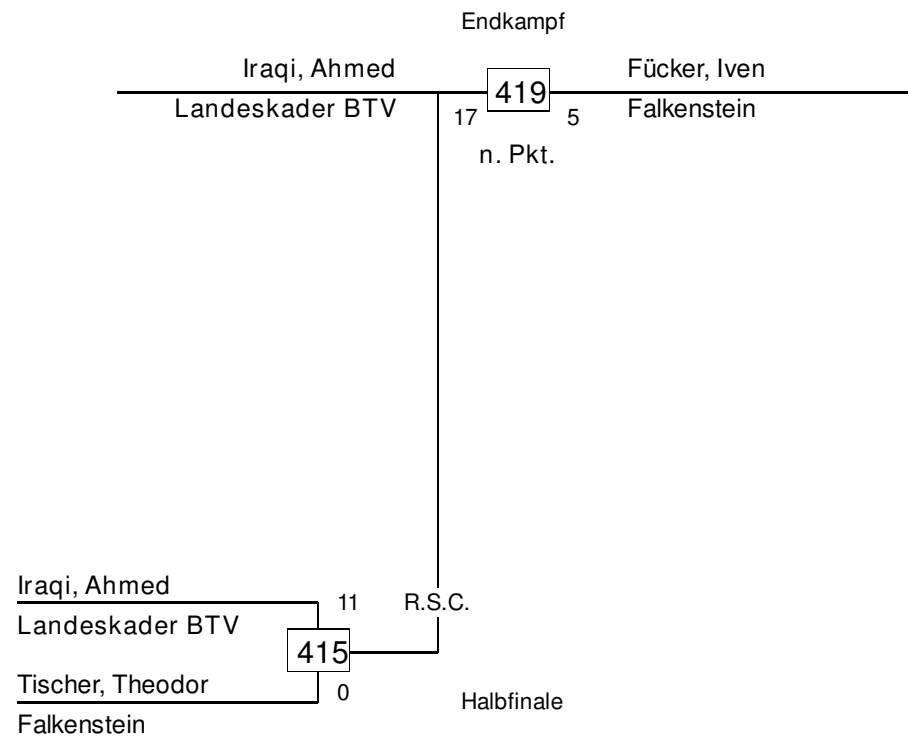 Endkampf
Iraqi, Ahmed
419
Fücker, Iven
Landeskader BTV
17
5
Falkenstein
n. Pkt.
Iraqi, Ahmed
11
R.S.C.
Landeskader BTV
415
Tischer, Theodor
0
Halbfinale
Falkenstein